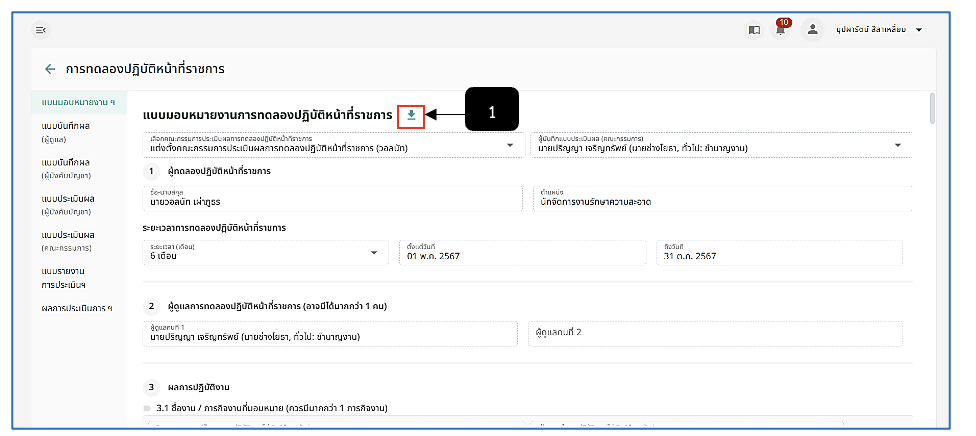 10
บุปผารัตน์ ลีลาเหลี่ยม
การทดลองปฏิบัติหน้าที่ราชการ
แบบมอบหมายงาน ฯ
แบบบันทึกผล
(ผู้ดูแล)
แบบบันทึกผล
(ผู้บังคับบัญชา)
แบบประเมินผล
(ผู้บังคับบัญชา)
แบบประเมินผล
(คณะกรรมการ)
แบบรายงาน
การประเมินฯ
ผลการประเมินการ ฯ
แบบมอบหมายงานการทดลองปฏิบัติหน้าที่ราชการ
1
เลือกคณะกรรมการประเมินผลการทดลองปฏิบัติหน้าที่ราชการ
แต่งตั้งคณะกรรมการประเมินผลการทดลองปฏิบัติหน้าที่ราชการ (วอลนัท)
ผู้บันทึกแบบประเมินผล (คณะกรรมการ)
นายปริญญา เจริญทรัพย์ (นายช่างโยธา, ทั่วไป: ชำนาญงาน)
1 ผู้ทดลองปฏิบัติหน้าที่ราชการ
ชื่อ-นามสกุล
นายวอลนัท เผ่าภูธร
ตำแหน่ง
นักจัดการงานรักษาความสะอาด
ระยะเวลาการทดลองปฏิบัติหน้าที่ราชการ
ระยะเวลา (เดือน)
6 เดือน
ตั้งแต่วันที่
01 พ.ค. 2567
ถึงวันที่
31 ต.ค. 2567
2 ผู้ดูแลการทดลองปฏิบัติหน้าที่ราชการ (อาจมีได้มากกว่า 1 คน)
ผู้ดูแลคนที่ 1
นายปริญญา เจริญทรัพย์ (นายช่างโยธา, ทั่วไป: ชำนาญงาน)
ผู้ดูแลคนที่ 2
3 ผลการปฏิบัติงาน
3.1 ชื่องาน / ภารกิจงานที่มอบหมาย (ควรมีมากกว่า 1 ภารกิจงาน)